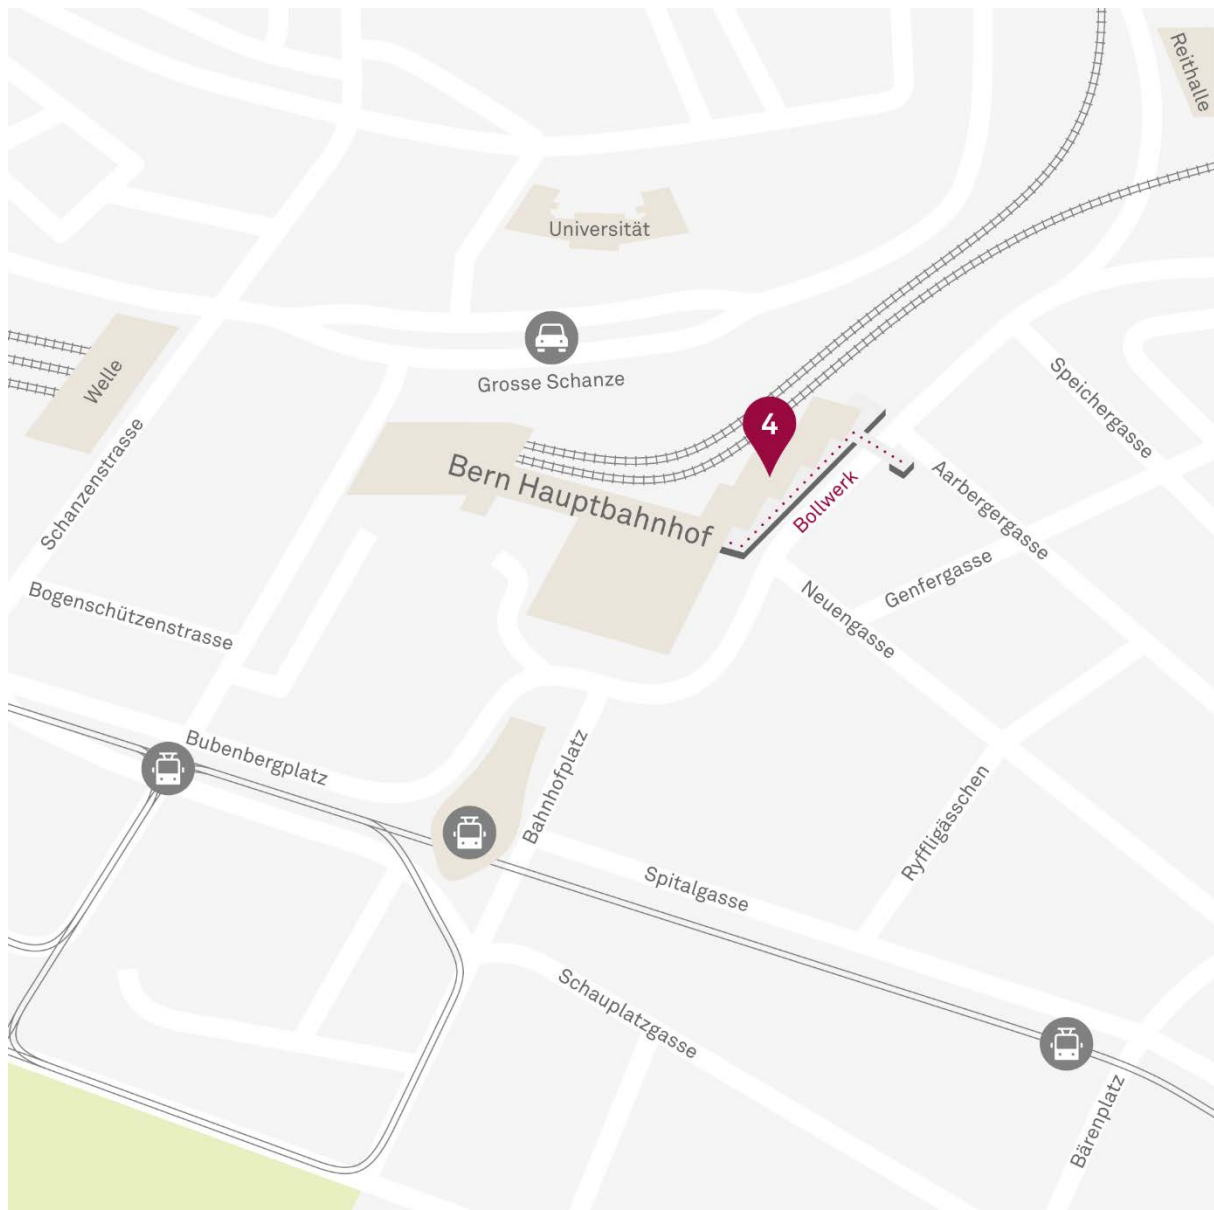 Reithalle
Universität
Grosse Schanze
Welle
Speichergasse
4
Schanzenstrasse
Bern Hauptbahnhof
Bollwerk
Aarbergergasse
Genfergasse
Neuengasse
Bogenschützenstrasse
Bubenbergplatz
Bahnhofplatz
Ryffligässchen
Spitalgasse
Schauplatzgasse
Bärenplatz